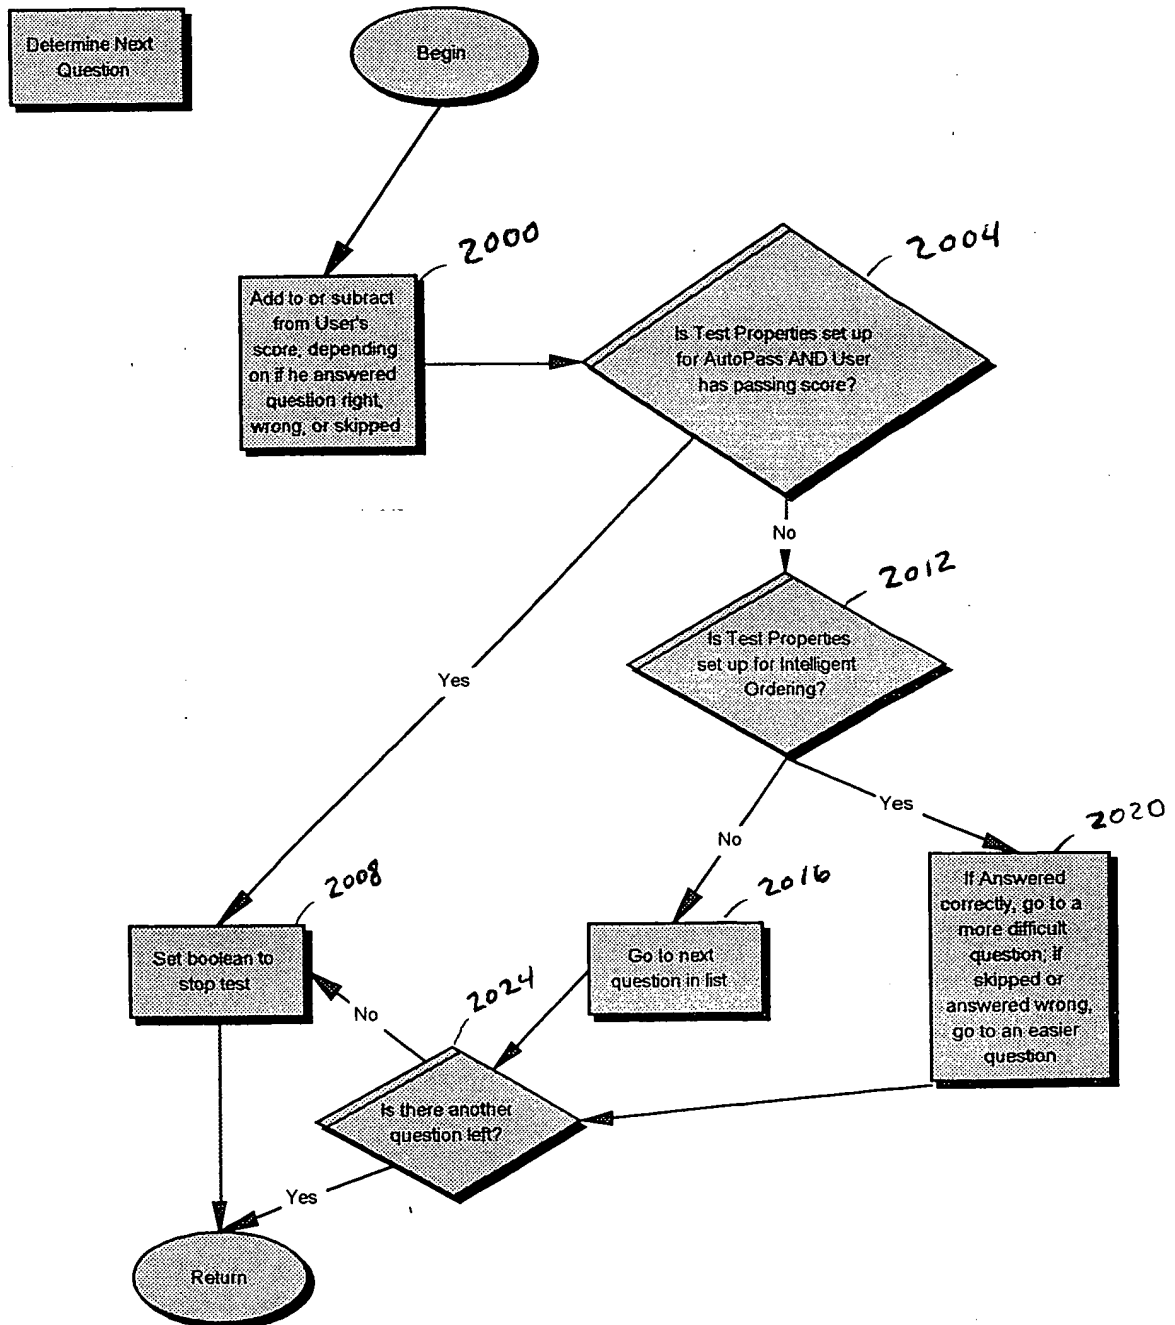 Determine Next
Question
Begin
2000
Add to or subract
from User's
score, depending
on if he answered
question right,
wrong, or skipped
2004
Is Test Properties set up
for AutoPass AND User
has passing score?
No
2012
Is Test Properties
set up for Intelligent
Ordering?
Yes
Yes
No
2020
If Answered
correctly, go to a
more difficult
question; if
skipped or
answered wrong,
go to an easier
question
2016
Go to next
question in list
2008
Set boolean to
stop test
No
2024
Is there another
question left?
Yes
Return